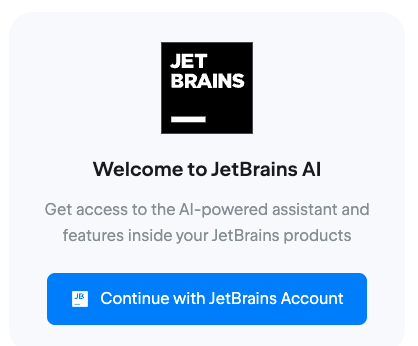 JET
BRAINS
Welcome to JetBrains AI
Get access to the AI-powered assistant and
features inside your JetBrains products
JB
Continue with JetBrains Account